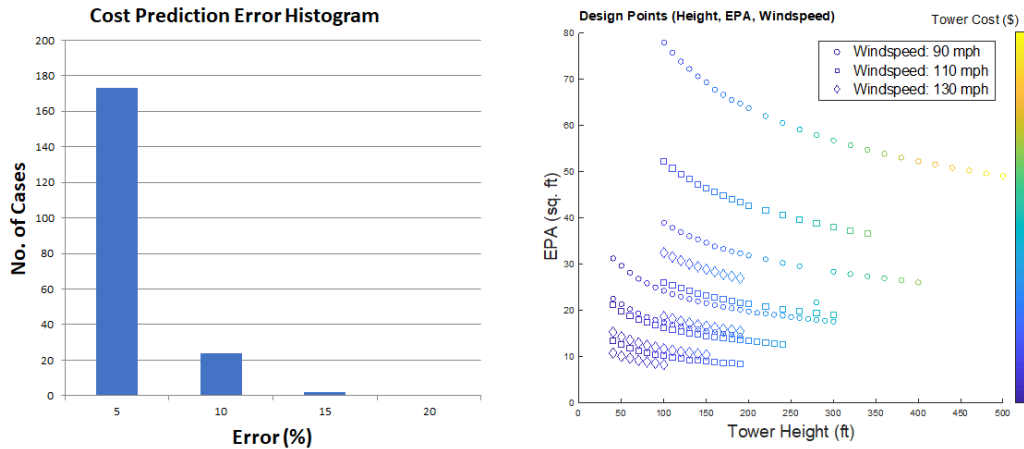 Cost Prediction Error Histogram
200
180
160
140
120
100
80
60
40
20
0
No. of Cases
5 10 15 20
Error (%)
Design Points (Height, EPA, Windspeed)
Tower Cost ($)
Windspeed: 90 mph
Windspeed: 110 mph
Windspeed: 130 mph
80
70
60
50
40
30
20
10
0
EPA (sq. ft)
0 50 100 150 200 250 300 350 400 450 500
Tower Height (ft)